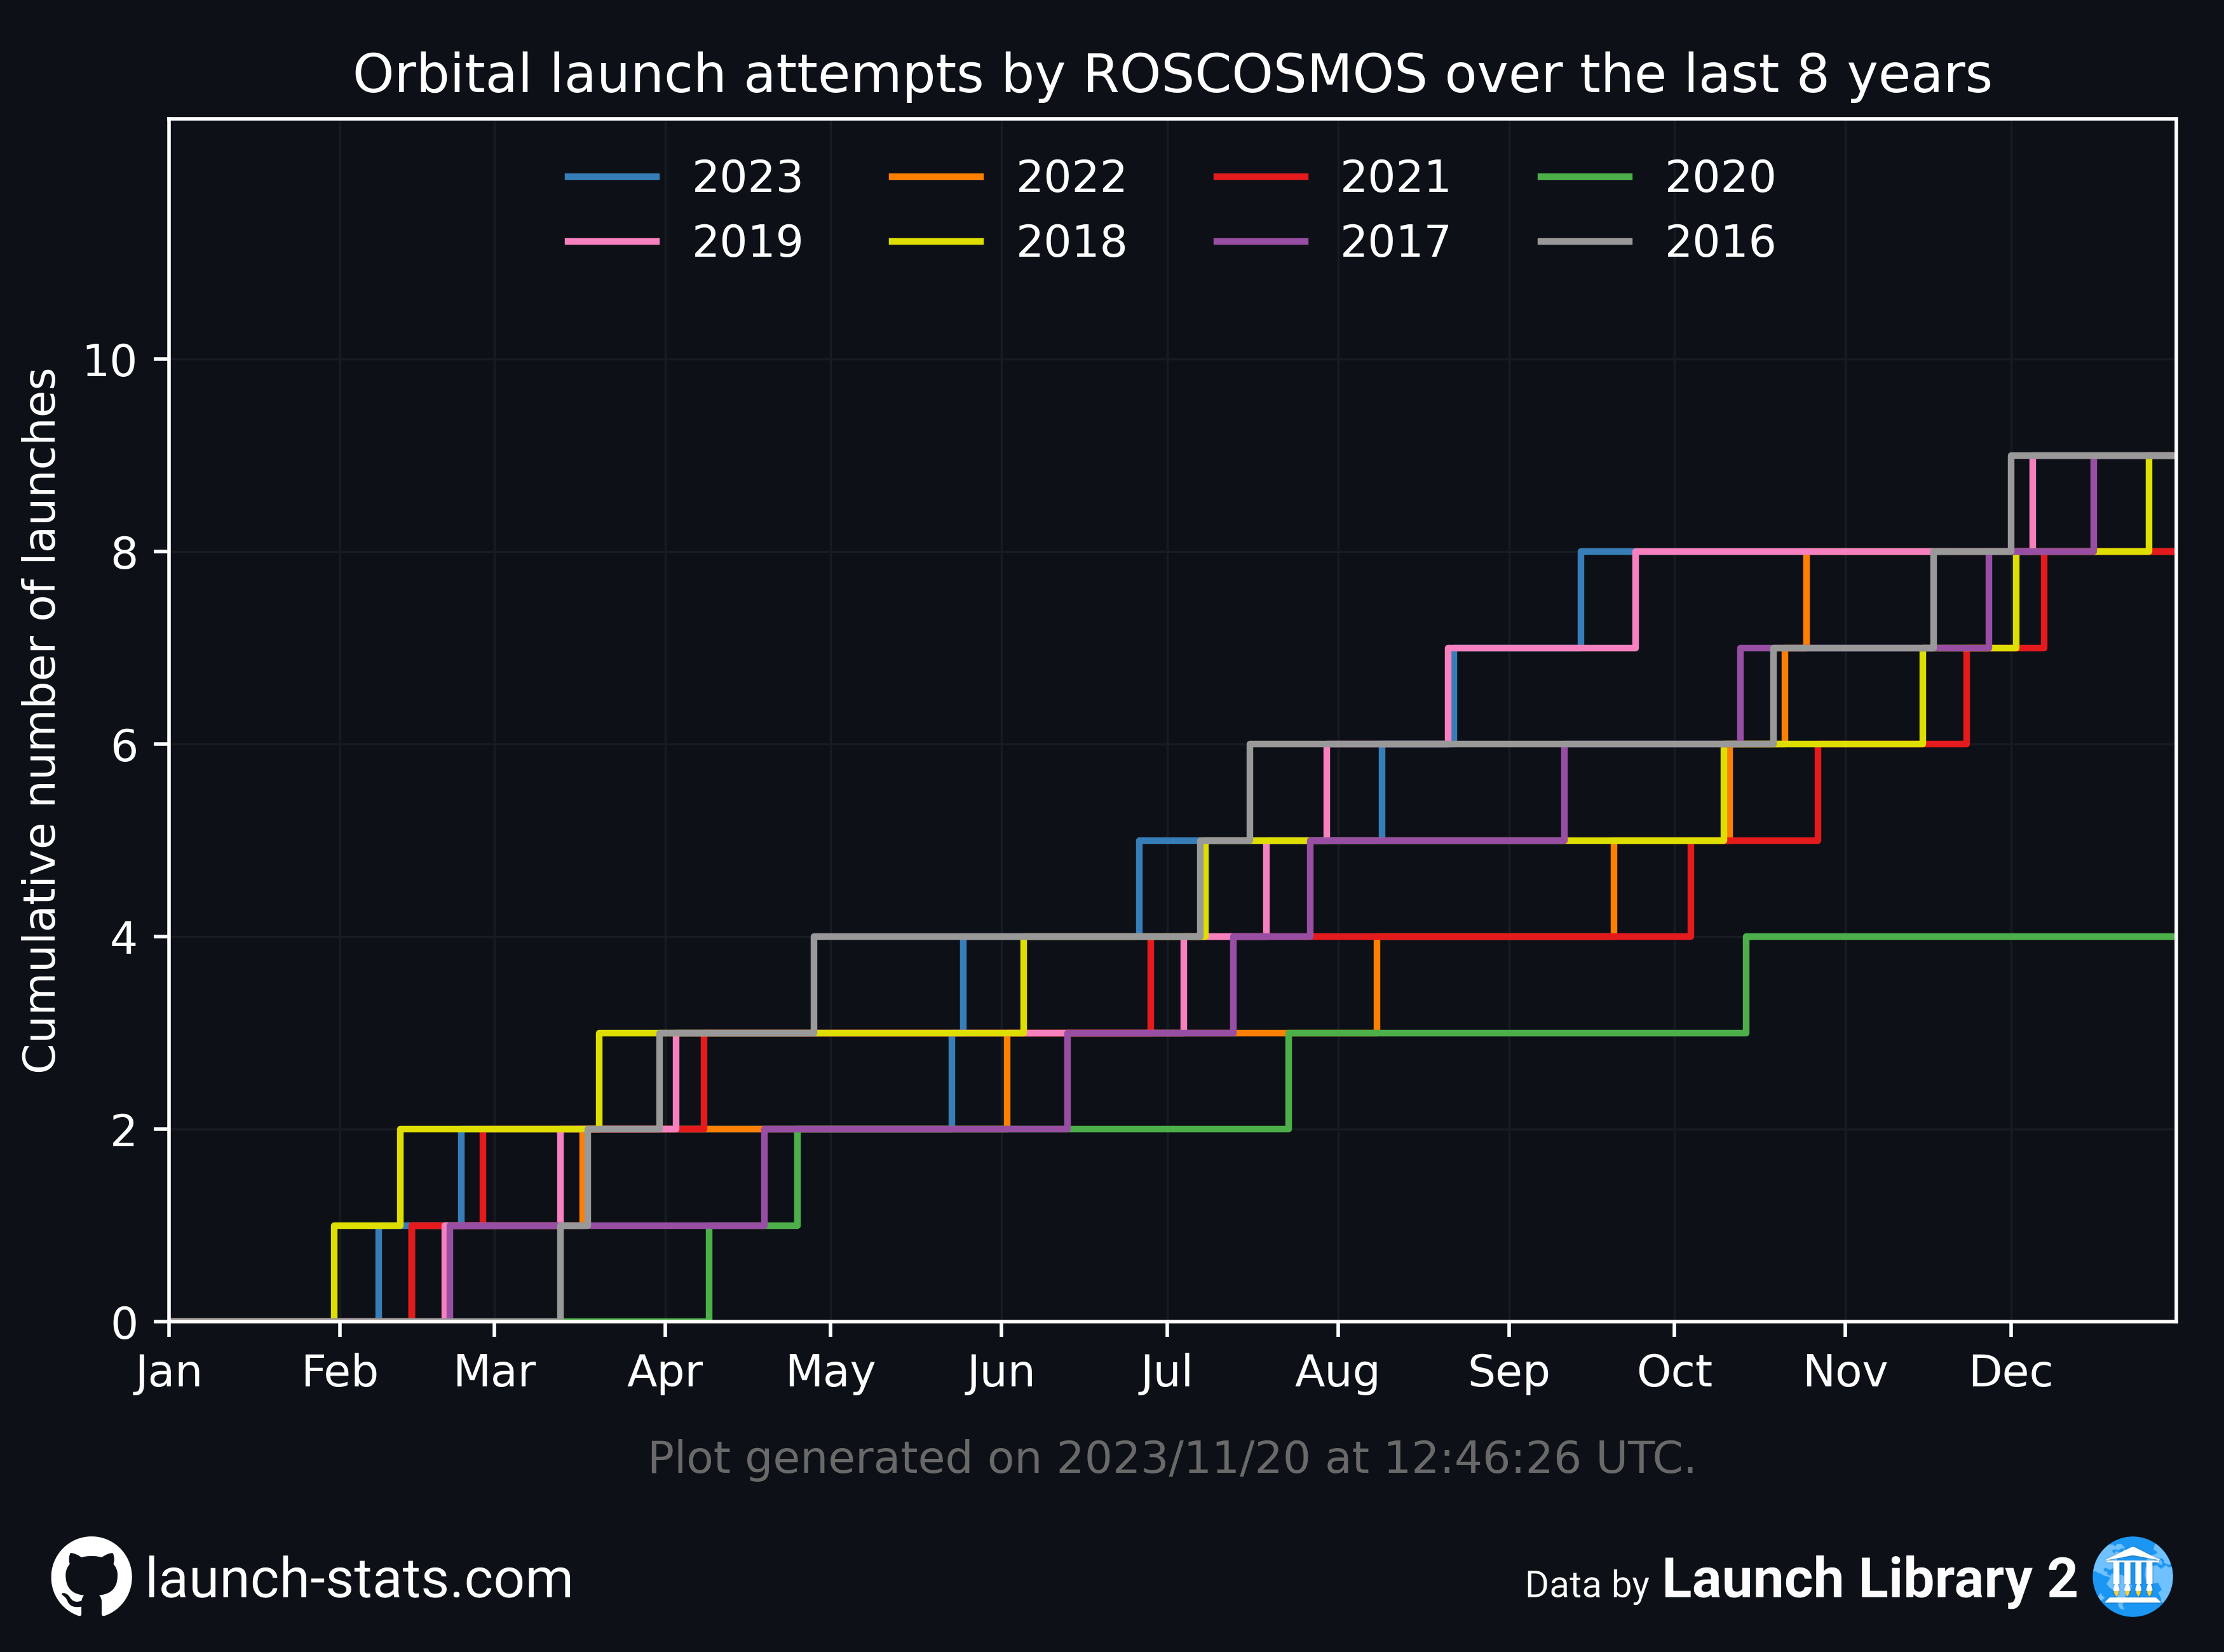 Orbital launch attempts by ROSCOSMOS over the last 8 years
2023 2022 2021 2020
2019 2018 2017 2016
Cumulative number of launches
10
8
6
4
2
0
Jan Feb Mar Apr May Jun Jul Aug Sep Oct Nov Dec
Plot generated on 2023/11/20 at 12:46:26 UTC.
launch-stats.com
Data by Launch Library 2